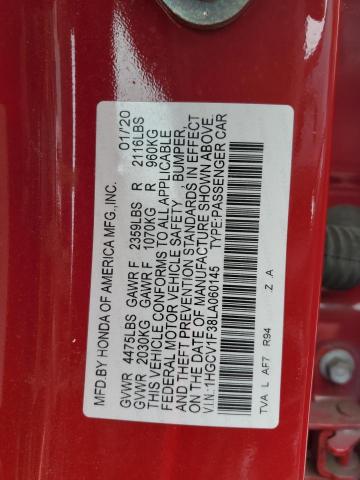 MFD.BY HONDA OF AMERICA MFG.,INC. 01/'20
GVWR 4475LBS GAWR F 2359LBS R 2116LBS
GVWR 2030KG GAWR F 1070KG R 960KG
THIS VEHICLE CONFORMS TO ALL APPLICABLE
FEDERAL MOTOR VEHICLE SAFETY BUMPER,
AND THEFT PREVENTION STANDARDS IN EFFECT
ON THE DATE OF MANUFACTURE SHOWN ABOVE.
V.I.N.:1HGCV1F38LA060145 TYPE:PASSENGER CAR
TVA L AF7 R94 Z A